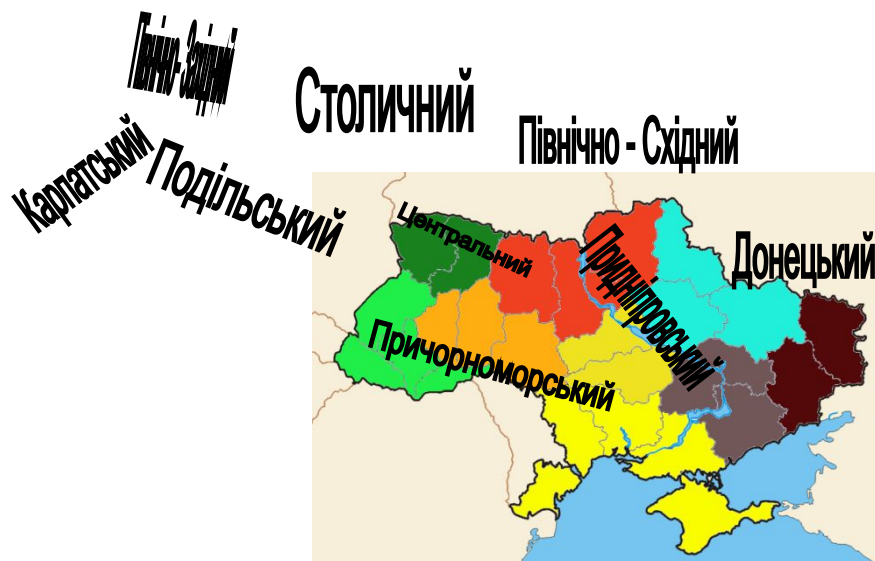 Північно- Західний
Столичний
Північно - Східний
Карпатський
Подільський
Центральний
Придніпровський
Донецький
Причорноморський